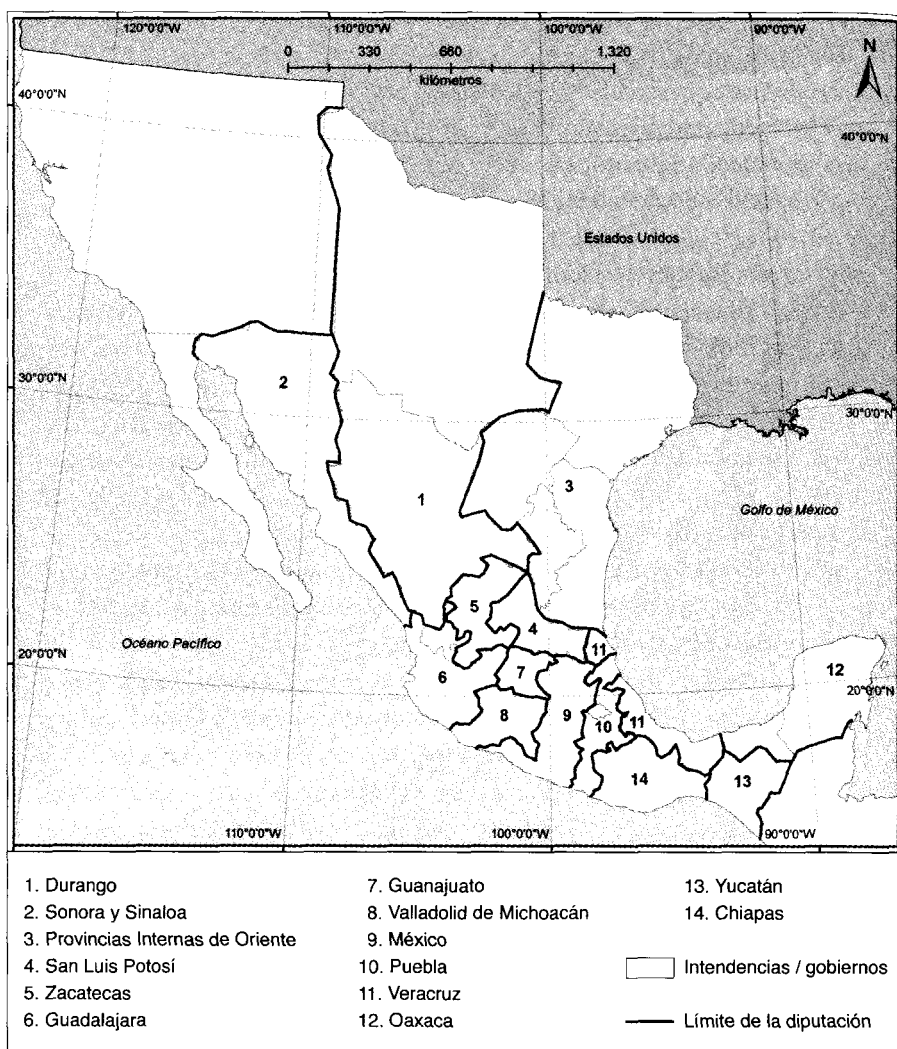 120°0'0"W
110°0'0"W
100°0'0"W
90°0'0"W
0 330 660 1,320
kilómetros
N
40°0'0"N
40°0'0"N
Estados Unidos
30°0'0"N
30°0'0"N
2
1
3
Golfo de México
5
4
11
Océano Pacífico
20°0'0"N
12
20°0'0"N
6
7
8
9
10
11
14
13
110°0'0"W
100°0'0"W
90°0'0"W
1. Durango
2. Sonora y Sinaloa
3. Provincias Internas de Oriente
4. San Luis Potosí
5. Zacatecas
6. Guadalajara
7. Guanajuato
8. Valladolid de Michoacán
9. México
10. Puebla
11. Veracruz
12. Oaxaca
13. Yucatán
14. Chiapas
Intendencias / gobiernos
Límite de la diputación